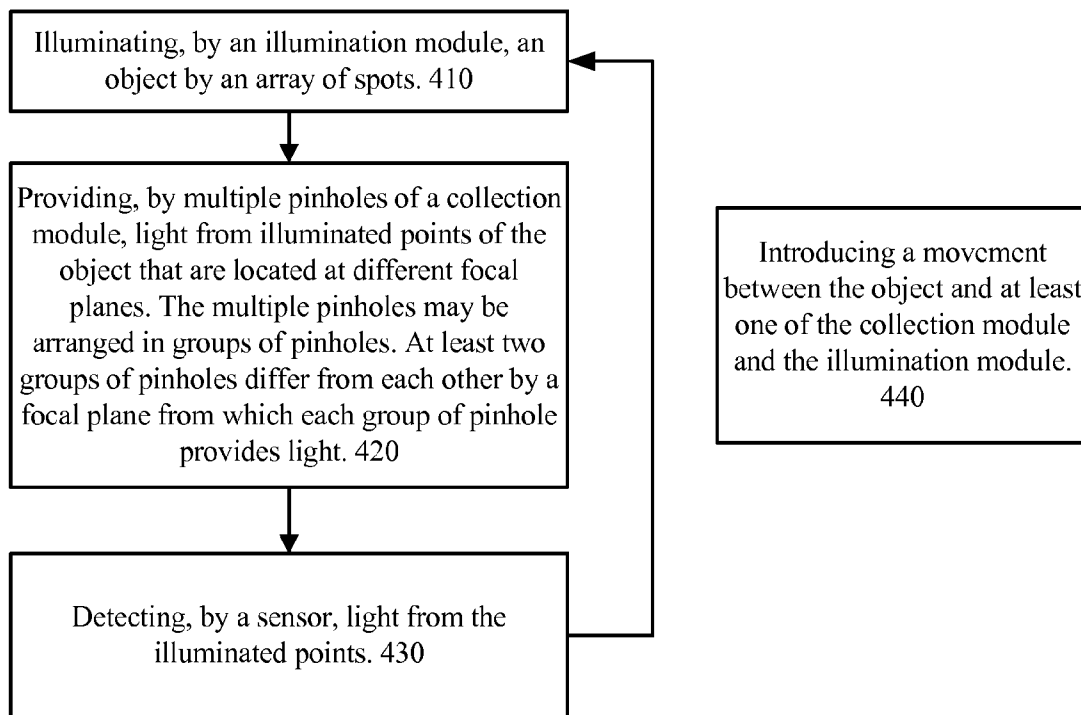 Illuminating, by an illumination module, an
object by an array of spots. 410
Providing, by multiple pinholes of a collection
module, light from illuminated points of the
object that are located at different focal
planes. The multiple pinholes may be
arranged in groups of pinholes. At least two
groups of pinholes differ from each other by a
focal plane from which each group of pinhole
provides light. 420
Detecting, by a sensor, light from the
illuminated points. 430
Introducing a movement
between the object and at least
one of the collection module
and the illumination module.
440